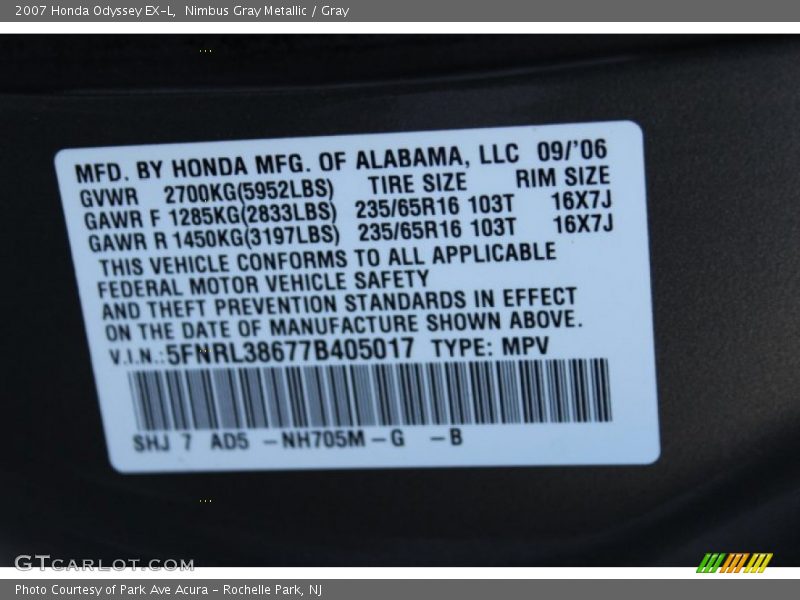 2007 Honda Odyssey EX-L, Nimbus Gray Metallic / Gray
MFD. BY HONDA MFG. OF ALABAMA, LLC 09/'06
GVWR 2700KG(5952LBS) TIRE SIZE RIM SIZE
GAWR F 1285KG(2833LBS) 235/65R16 103T 16X7J
GAWR R 1450KG(3197LBS) 235/65R16 103T 16X7J
THIS VEHICLE CONFORMS TO ALL APPLICABLE
FEDERAL MOTOR VEHICLE SAFETY
AND THEFT PREVENTION STANDARDS IN EFFECT
ON THE DATE OF MANUFACTURE SHOWN ABOVE.
V.I.N.:5FNRL38677B405017 TYPE: MPV
SHJ 7 AD5 -NH705M-G -B
GTCARLOT.COM
Photo Courtesy of Park Ave Acura - Rochelle Park, NJ